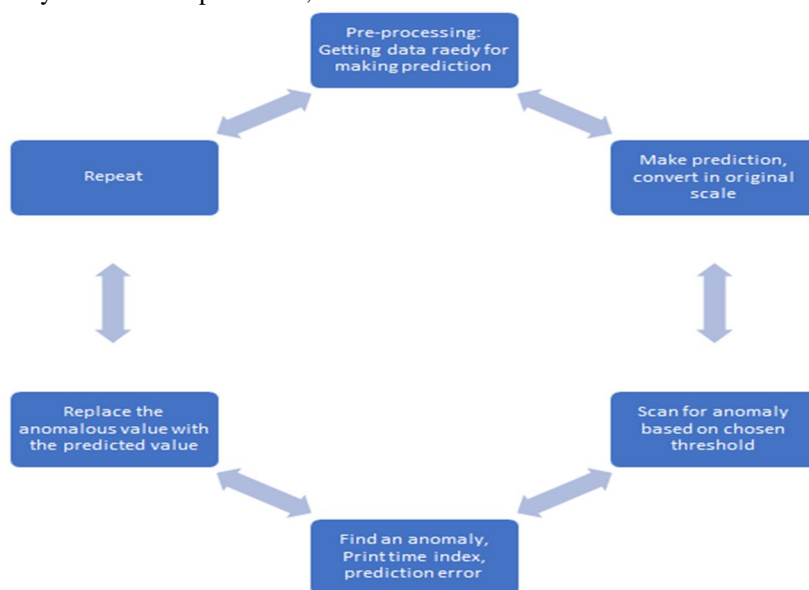 Pre-processing:
Getting data raedy for
making prediction
Repeat
Make prediction,
convert in original
scale
Replace the
anomalous value with
the predicted value
Scan for anomaly
based on chosen
threshold
Find an anomaly,
Print time index,
prediction error